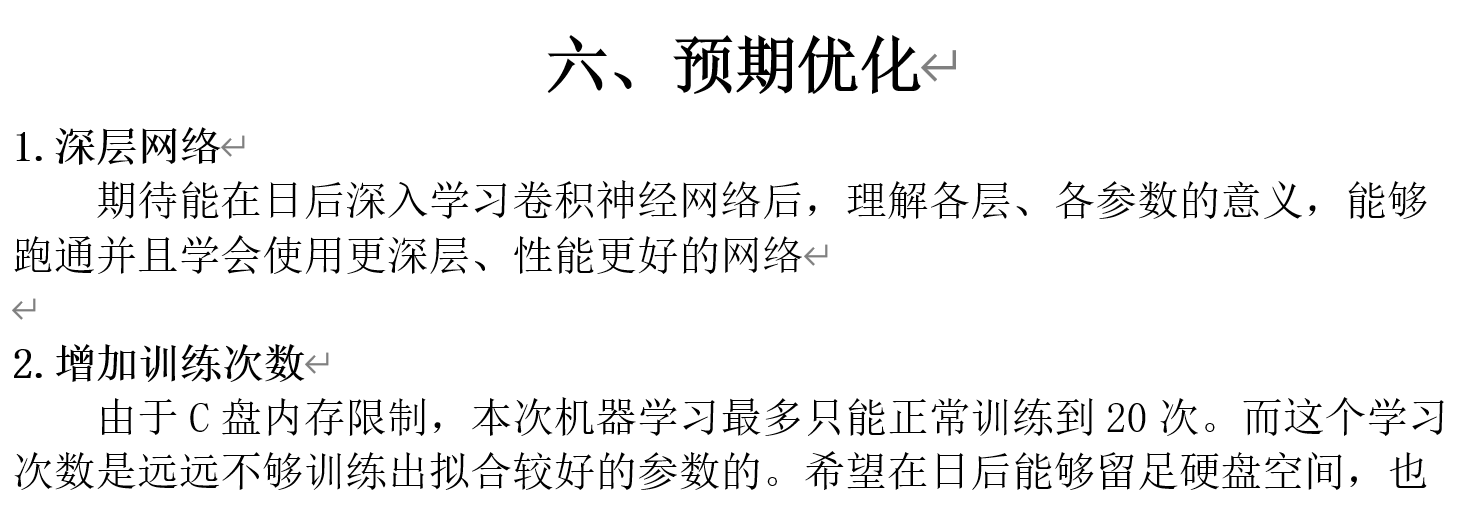 六、预期优化
1.深层网络
期待能在日后深入学习卷积神经网络后，理解各层、各参数的意义，能够
跑通并且学会使用更深层、性能更好的网络
2.增加训练次数
由于 C 盘内存限制，本次机器学习最多只能正常训练到 20 次。而这个学习
次数是远远不够训练出拟合较好的参数的。希望在日后能够留足硬盘空间，也